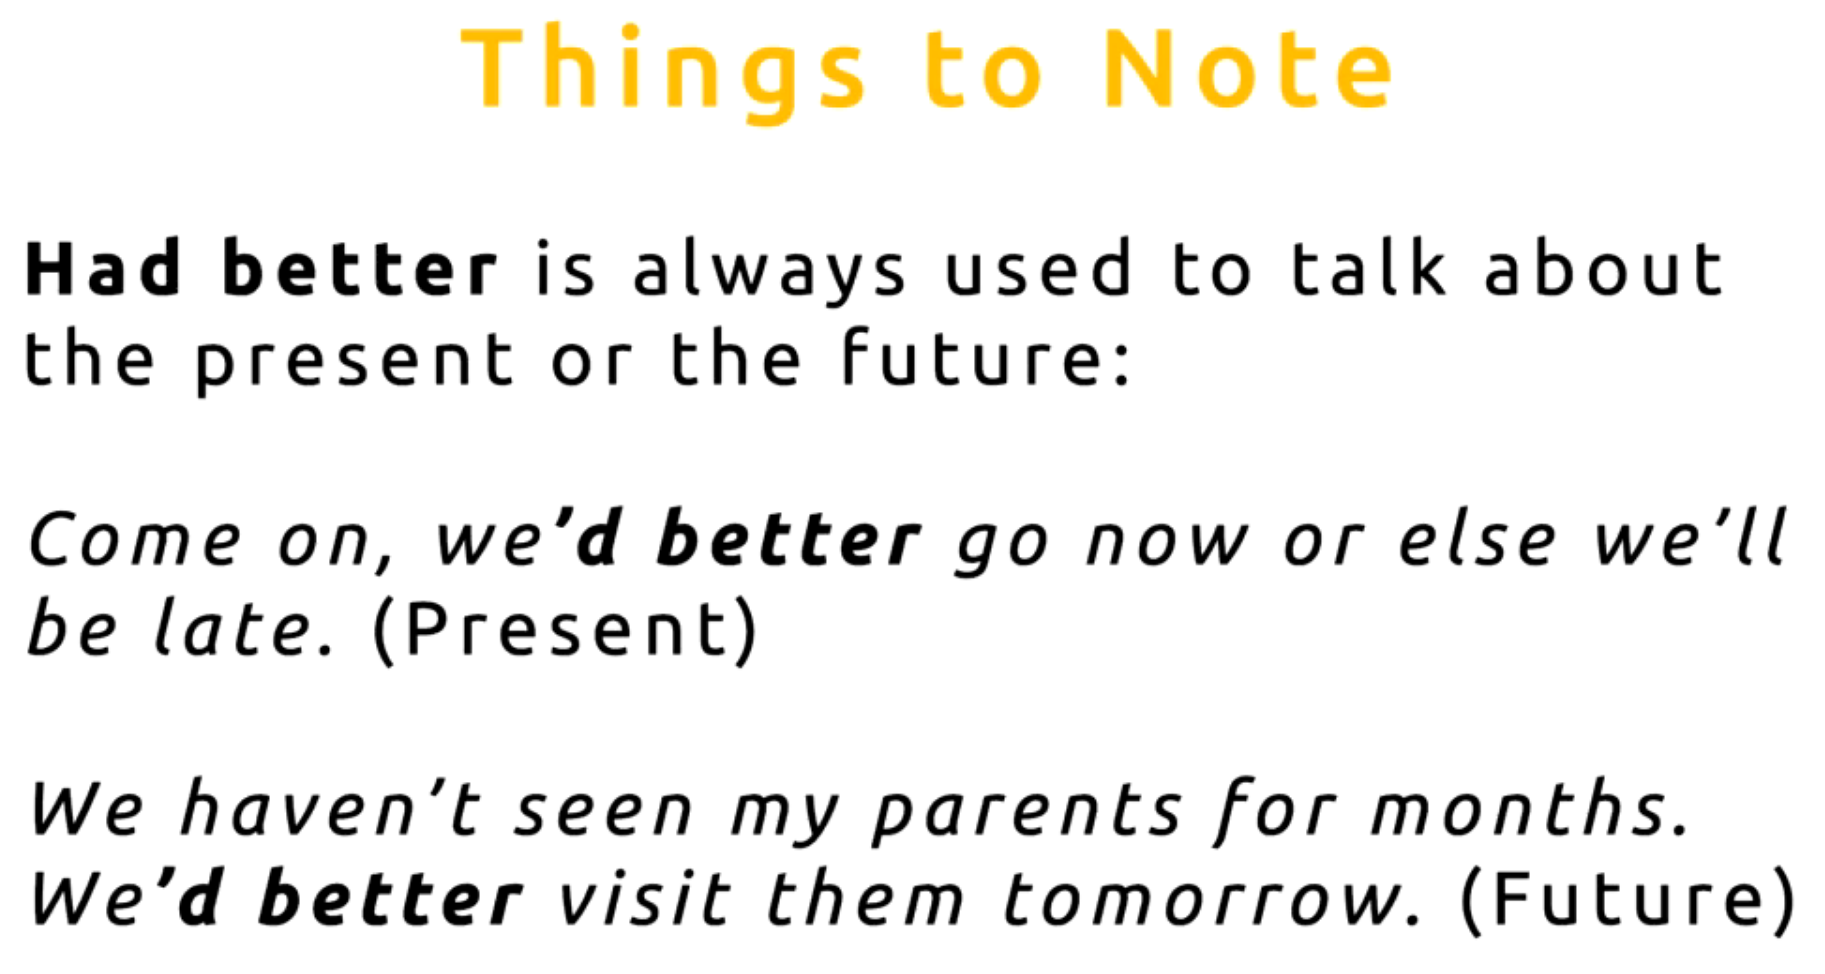 Things to Note
Had better is always used to talk about
the present or the future:
Come on, we’d better go now or else we’ll
be late. (Present)
We haven’t seen my parents for months.
We’d better visit them tomorrow. (Future)